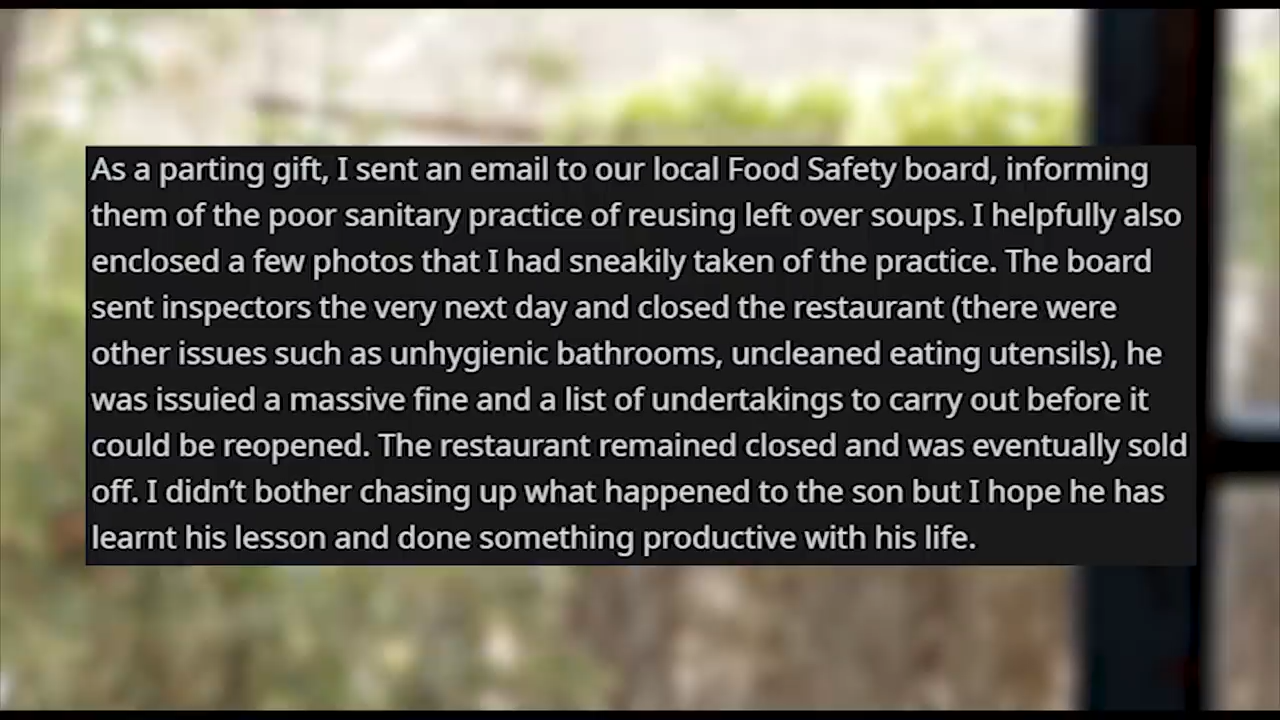 As a parting gift, I sent an email to our local Food Safety board, informing
them of the poor sanitary practice of reusing left over soups. I helpfully also
enclosed a few photos that I had sneakily taken of the practice. The board
sent inspectors the very next day and closed the restaurant (there were
other issues such as unhygienic bathrooms, uncleaned eating utensils), he
was issuied a massive fine and a list of undertakings to carry out before it
could be reopened. The restaurant remained closed and was eventually sold
off. I didn’t bother chasing up what happened to the son but I hope he has
learnt his lesson and done something productive with his life.